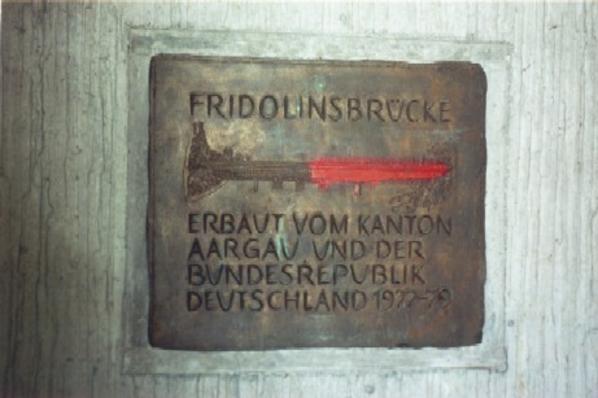 FRIDOLINSBRÜCKE
ERBAUT VOM KANTON
AARGAU UND DER
BUNDESREPUBLIK
DEUTSCHLAND 1977-79